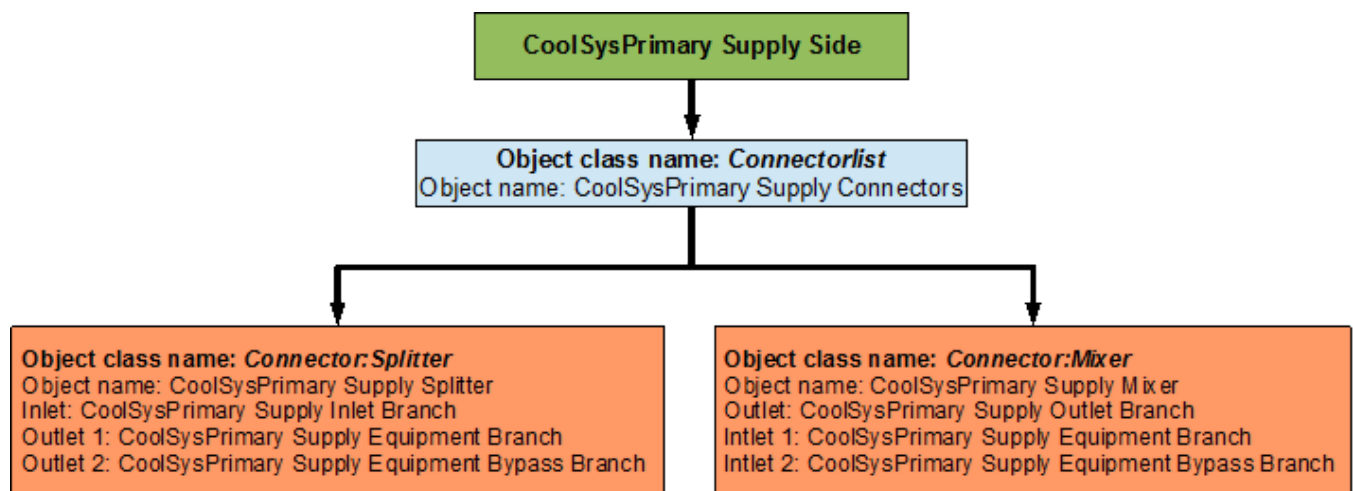 CoolSysPrimary Supply Side
Object class name: Connectorlist
Object name: CoolSysPrimary Supply Connectors
Object class name: Connector:Splitter
Object name: CoolSysPrimary Supply Splitter
Inlet: CoolSysPrimary Supply Inlet Branch
Outlet 1: CoolSysPrimary Supply Equipment Branch
Outlet 2: CoolSysPrimary Supply Equipment Bypass Branch
Object class name: Connector:Mixer
Object name: CoolSysPrimary Supply Mixer
Outlet: CoolSysPrimary Supply Outlet Branch
Intlet 1: CoolSysPrimary Supply Equipment Branch
Intlet 2: CoolSysPrimary Supply Equipment Bypass Branch